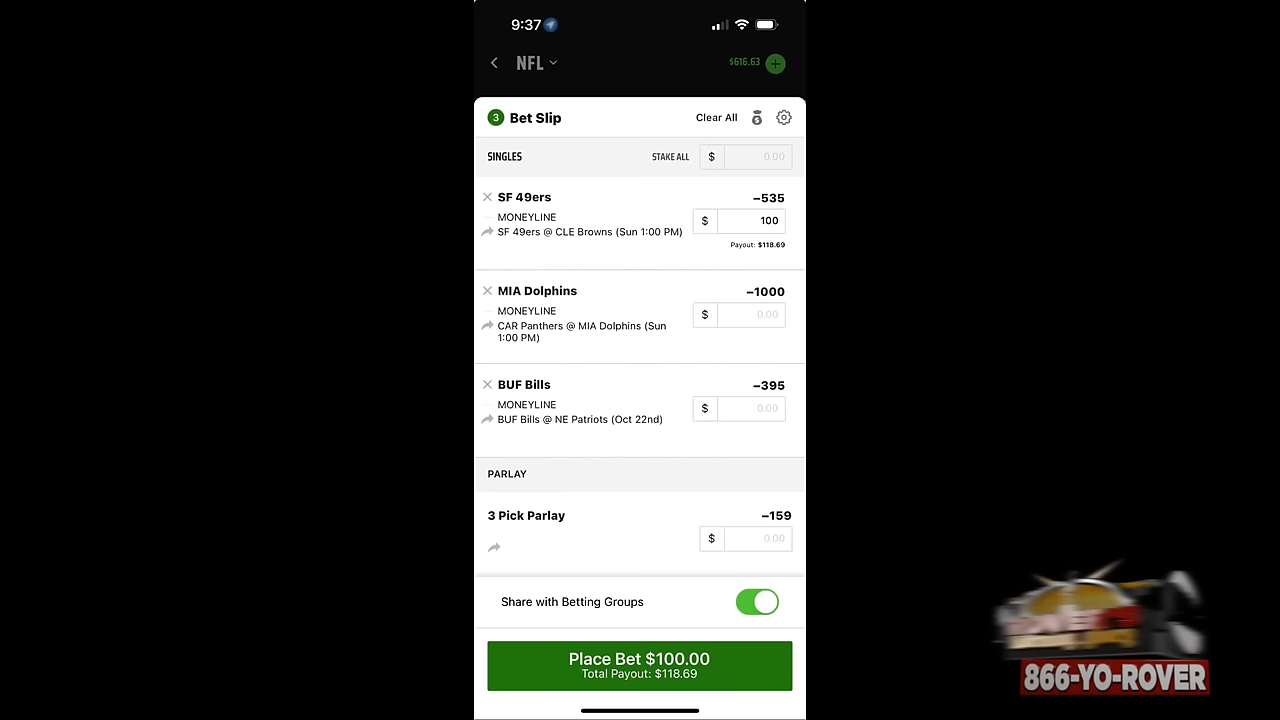 9:37
NFL
$616.63
3 Bet Slip
Clear All
SINGLES
STAKE ALL
$ 0.00
SF 49ers
−535
MONEYLINE
$ 100
SF 49ers @ CLE Browns (Sun 1:00 PM)
Payout: $118.69
MIA Dolphins
−1000
MONEYLINE
$ 0.00
CAR Panthers @ MIA Dolphins (Sun
1:00 PM)
BUF Bills
−395
MONEYLINE
$ 0.00
BUF Bills @ NE Patriots (Oct 22nd)
PARLAY
3 Pick Parlay
−159
$ 0.00
Share with Betting Groups
Place Bet $100.00
Total Payout: $118.69
866-YO-ROVER